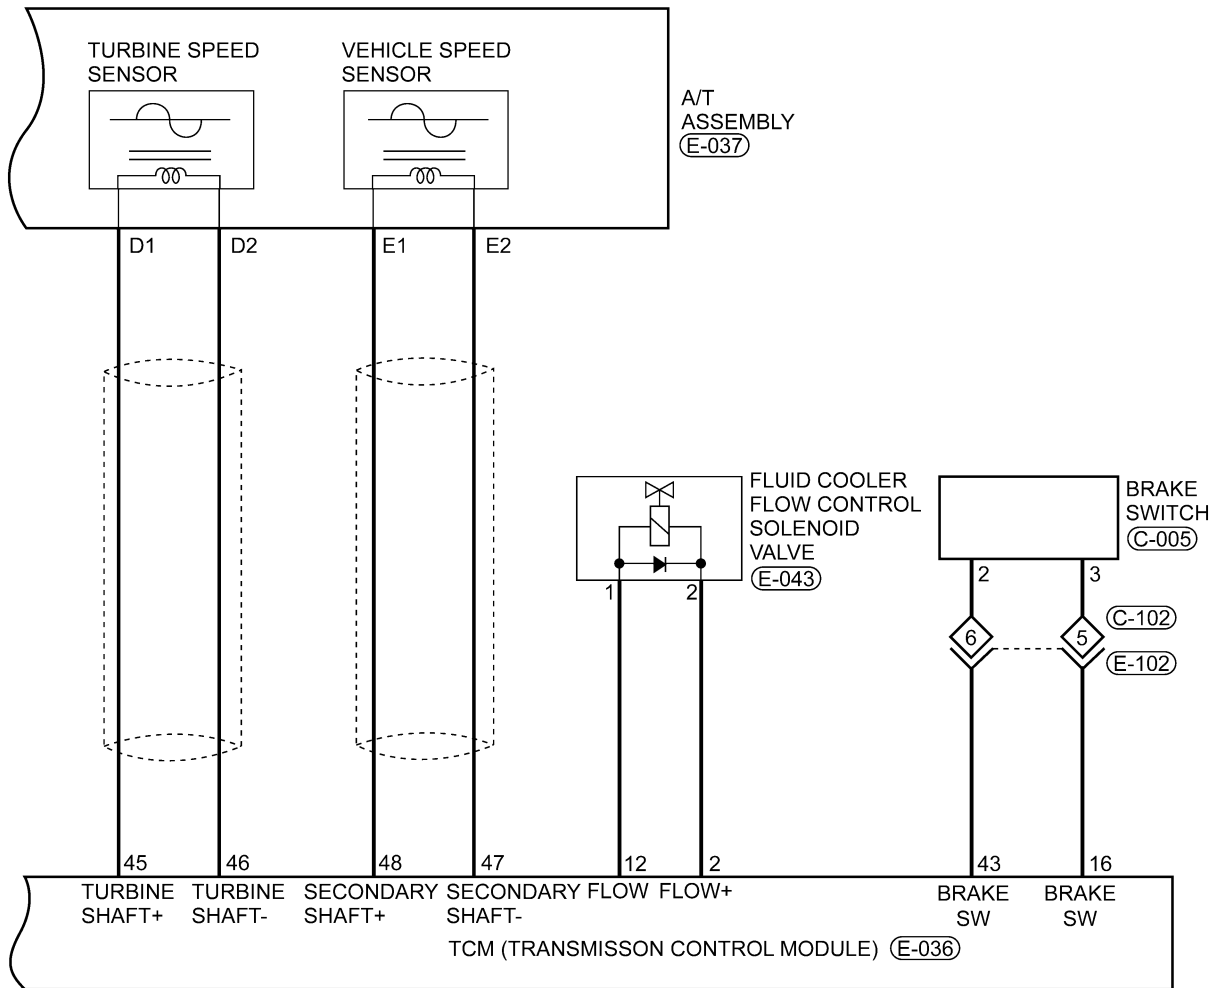 TURBINE SPEED
SENSOR
VEHICLE SPEED
SENSOR
A/T
ASSEMBLY
E-037
D1
D2
E1
E2
FLUID COOLER
FLOW CONTROL
SOLENOID
VALVE
E-043
1
2
BRAKE
SWITCH
C-005
2
3
6
5
C-102
E-102
45
46
48
47
12
2
43
16
TURBINE
SHAFT+
TURBINE
SHAFT-
SECONDARY
SHAFT+
SECONDARY
SHAFT-
FLOW
FLOW+
BRAKE
SW
BRAKE
SW
TCM (TRANSMISSON CONTROL MODULE) E-036